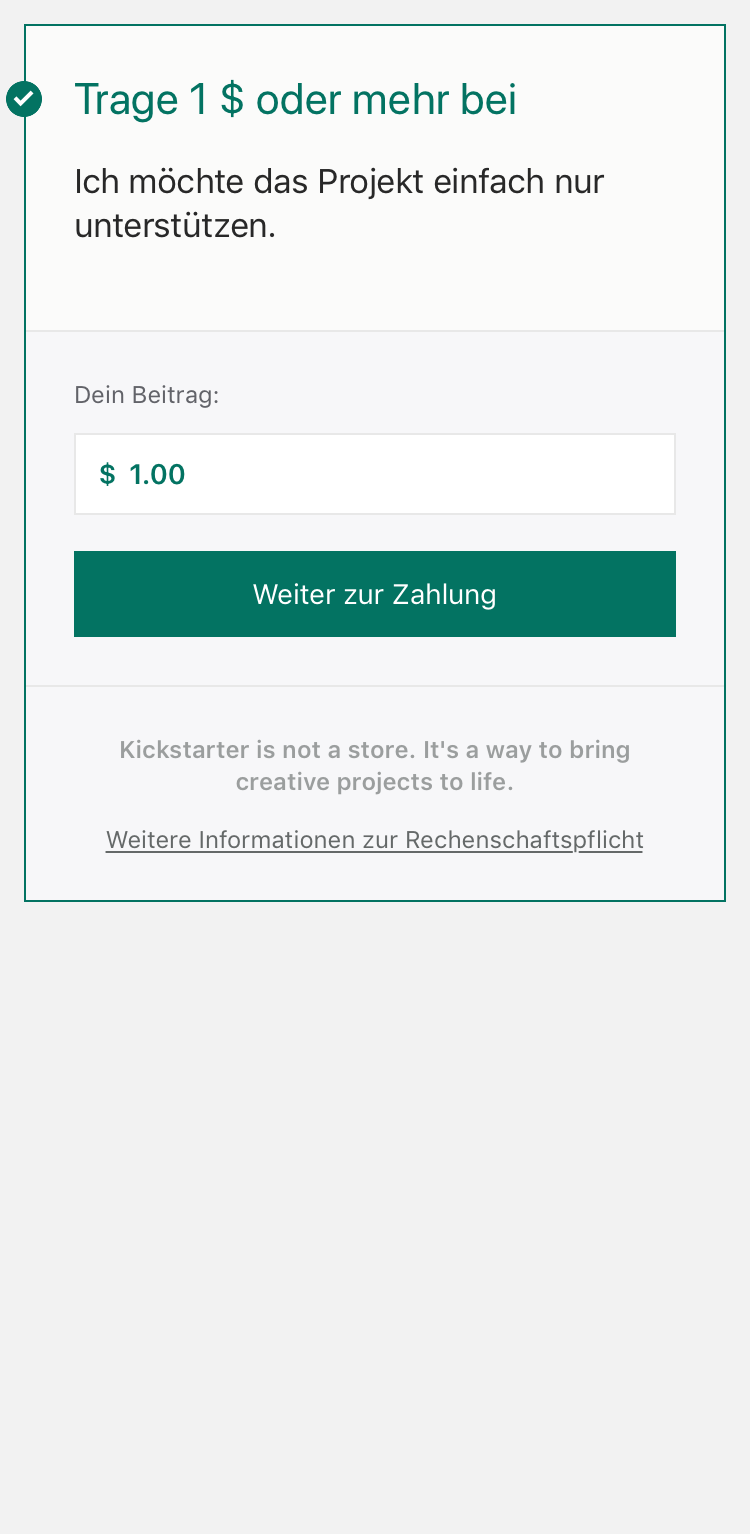 Trage 1 $ oder mehr bei
Ich möchte das Projekt einfach nur
unterstützen.
Dein Beitrag:
$ 1.00
Weiter zur Zahlung
Kickstarter is not a store. It's a way to bring
creative projects to life.
Weitere Informationen zur Rechenschaftspflicht